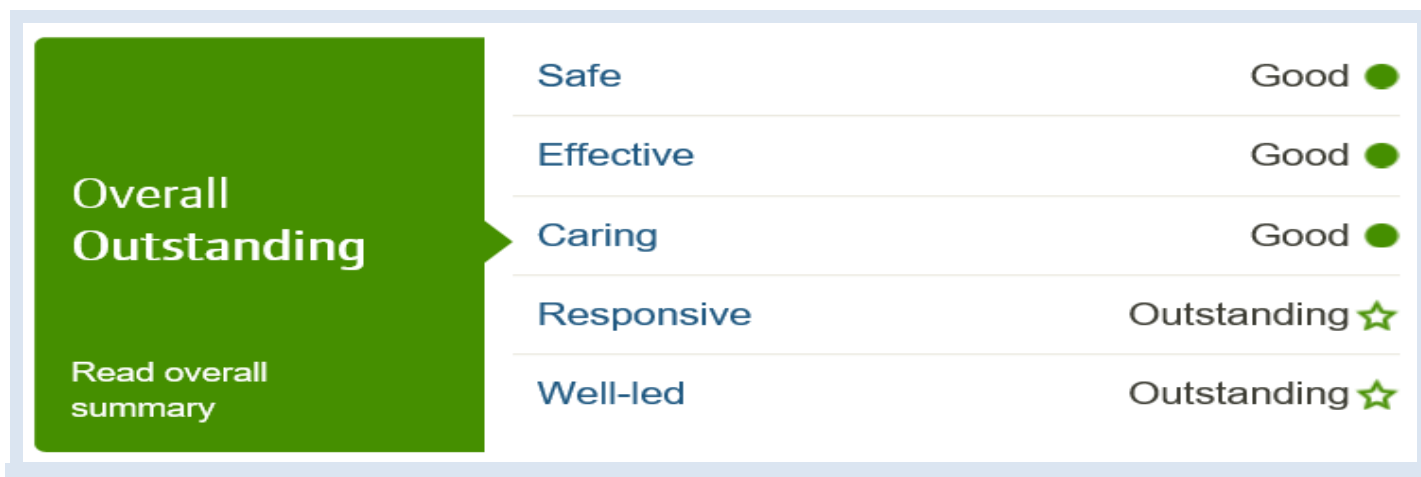 Overall
Outstanding
Read overall
summary
Safe Good
Effective Good
Caring Good
Responsive Outstanding
Well-led Outstanding